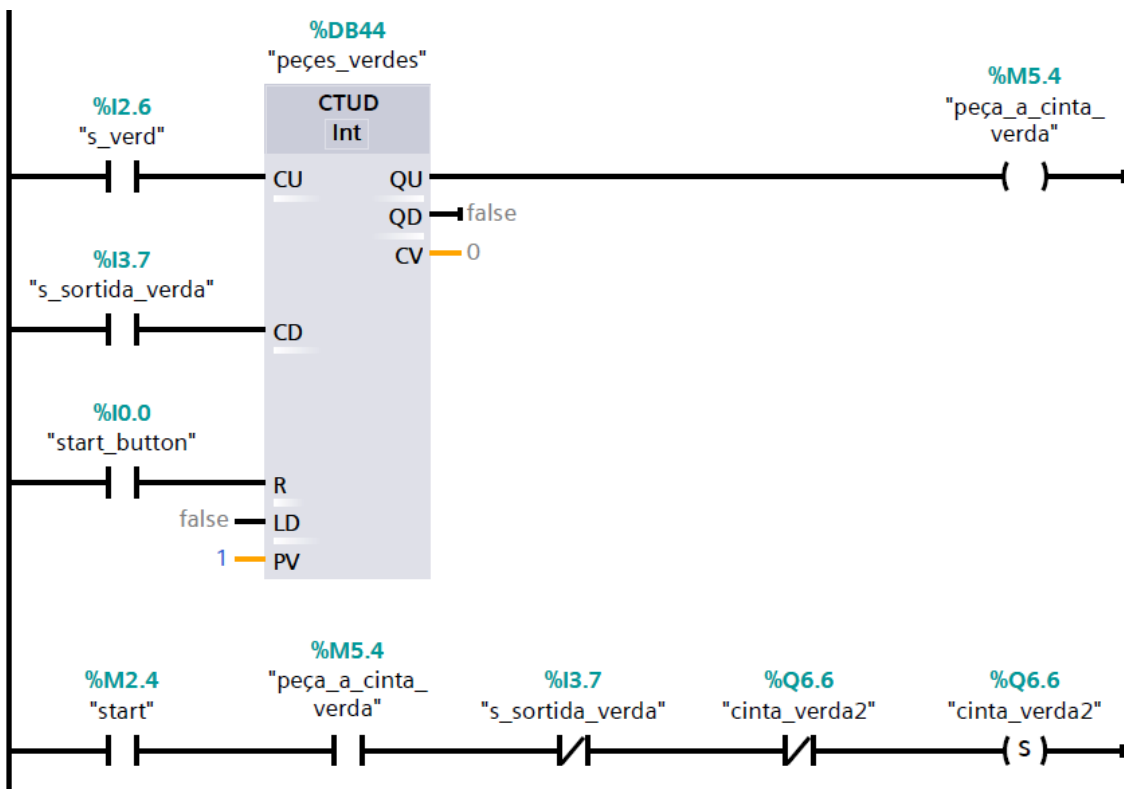 %DB44
"peçes_verdes"
%M5.4
"peça_a_cinta_
verda"
%I2.6
"s_verd"
CTUD
Int
CU
QU
QD
false
CV
0
%I3.7
"s_sortida_verda"
CD
%I0.0
"start_button"
R
false
LD
1
PV
%M2.4
"start"
%M5.4
"peça_a_cinta_
verda"
%I3.7
"s_sortida_verda"
%Q6.6
"cinta_verda2"
%Q6.6
"cinta_verda2"
S